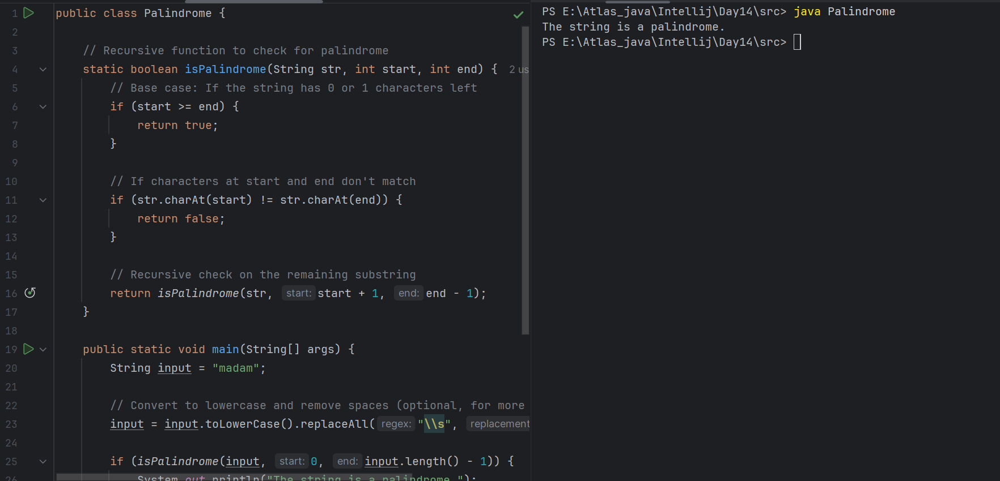 1 public class Palindrome {
2
3 // Recursive function to check for palindrome
4 static boolean isPalindrome(String str, int start, int end) { 2 us
5 // Base case: If the string has 0 or 1 characters left
6 if (start >= end) {
7 return true;
8 }
9
10 // If characters at start and end don't match
11 if (str.charAt(start) != str.charAt(end)) {
12 return false;
13 }
14
15 // Recursive check on the remaining substring
16 return isPalindrome(str, start: start + 1, end: end - 1);
17 }
18
19 public static void main(String[] args) {
20 String input = "madam";
21
22 // Convert to lowercase and remove spaces (optional, for more
23 input = input.toLowerCase().replaceAll( regex: "\\s", replacement
24
25 if (isPalindrome(input, start: 0, end: input.length() - 1)) {
26 System.out.println("The string is a palindrome.");
PS E:\Atlas_java\Intellij\Day14\src> java Palindrome
The string is a palindrome.
PS E:\Atlas_java\Intellij\Day14\src>